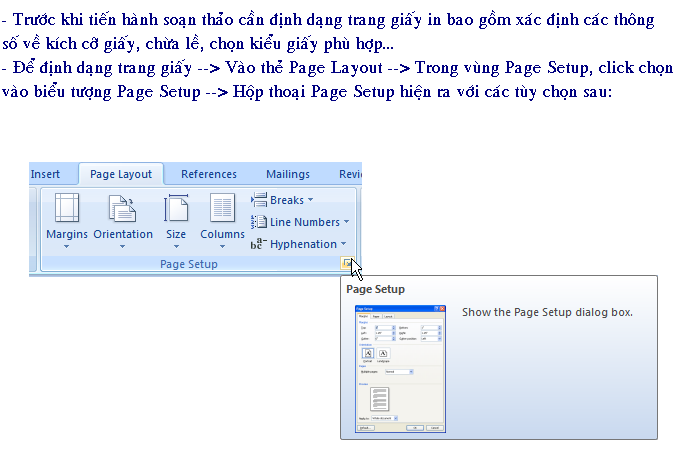 - Trước khi tiến hành soạn thảo cần định dạng trang giấy in bao gồm xác định các thông
số về kích cỡ giấy, chừa lề, chọn kiểu giấy phù hợp...
- Để định dạng trang giấy --> Vào thẻ Page Layout --> Trong vùng Page Setup, click chọn
vào biểu tượng Page Setup --> Hộp thoại Page Setup hiện ra với các tùy chọn sau:
Insert Page Layout References Mailings
Breaks
Margins Orientation Size Columns Line Numbers
Hyphenation
Page Setup
Page Setup
Show the Page Setup dialog box.